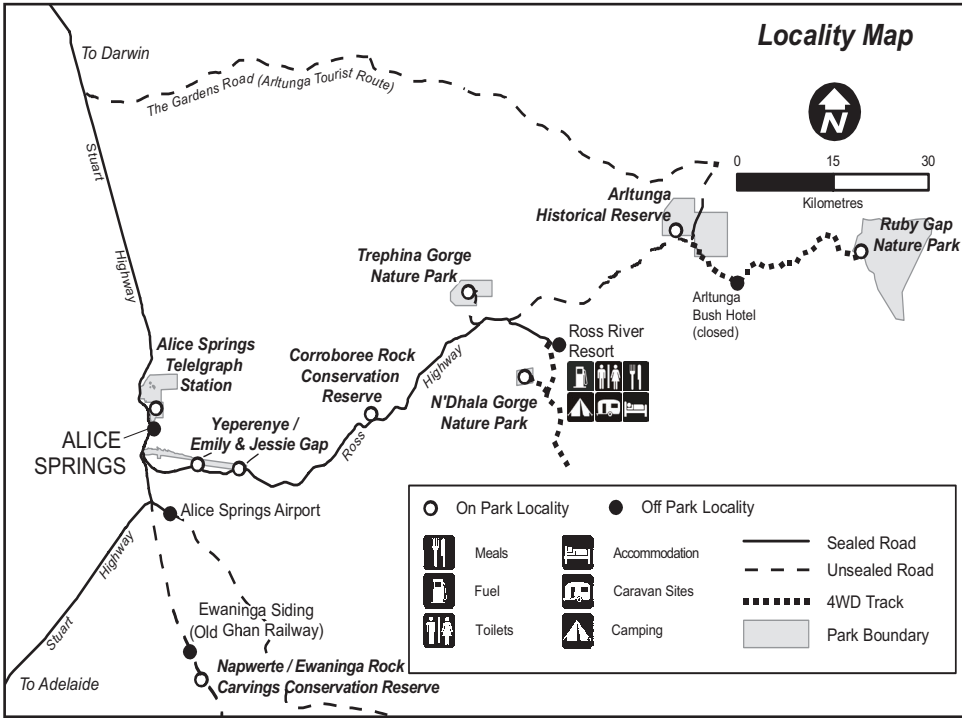 Locality Map
To Darwin
The Gardens Road (Arltunga Tourist Route)
N
0 15 30
Kilometres
Stuart
Highway
Arltunga
Historical Reserve
Ruby Gap
Nature Park
Trephina Gorge
Nature Park
Arltunga
Bush Hotel
(closed)
Ross River
Resort
Alice Springs
Telelgraph
Station
Corroboree Rock
Conservation
Reserve
Ross
Highway
N'Dhala Gorge
Nature Park
ALICE
SPRINGS
Yeperenye /
Emily & Jessie Gap
Alice Springs Airport
Highway
Stuart
To Adelaide
Ewaninga Siding
(Old Ghan Railway)
Napwerte / Ewaninga Rock
Carvings Conservation Reserve
On Park Locality
Off Park Locality
Meals
Accommodation
Sealed Road
Fuel
Caravan Sites
Unsealed Road
4WD Track
Toilets
Camping
Park Boundary